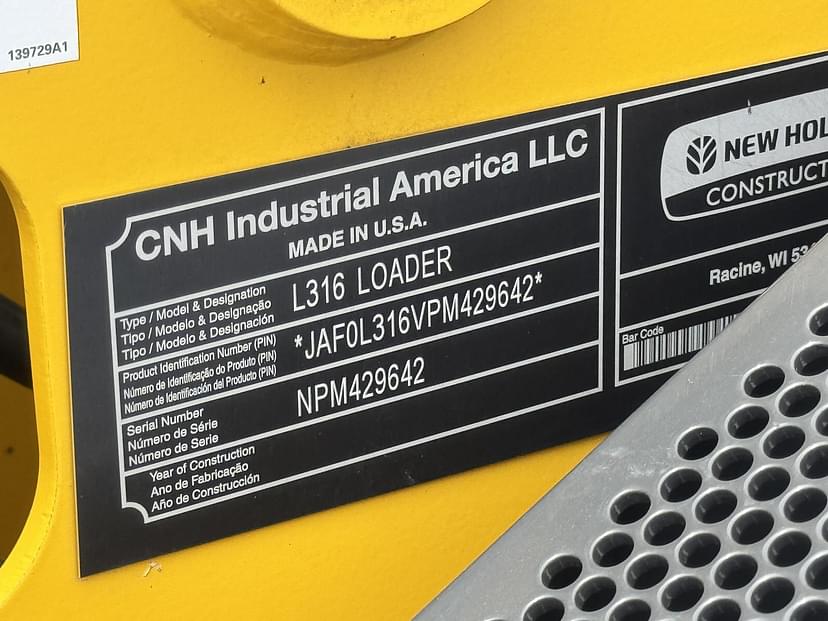 139729A1
CNH Industrial America LLC
MADE IN U.S.A.
Type / Model & Designation
Tipo / Modelo & Designação
Tipo / Modelo & Designación
L316 LOADER
Product Identification Number (PIN)
Número de Identificação do Produto (PIN)
Número de Identificación del Producto (PIN)
*JAF0L316VPM429642*
Serial Number
Número de Série
Número de Serie
NPM429642
Year of Construction
Ano de Fabricação
Año de Construcción
NEW HOL
CONSTRUCT
Racine, WI 53
Bar Code